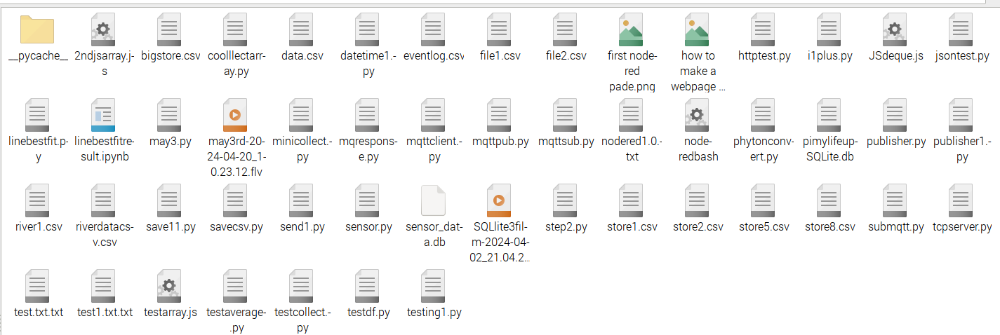 __pycache__
2ndjsarray.j-
s
bigstore.csv
coolllectarr-
ay.py
data.csv
datetime1.-
py
eventlog.csv
file1.csv
file2.csv
first node-
red
pade.png
how to
make a
webpage ...
httptest.py
i1plus.py
JSdeque.js
jsontest.py
linebestfit.p-
y
linebestfitre-
sult.ipynb
may3.py
may3rd-20-
24-04-20_1-
0.23.12.flv
minicollect.-
py
mqrespons-
e.py
mqttclient.-
py
mqttpub.py
mqttsub.py
nodered1.0.-
txt
node-
redbash
phytonconv-
ert.py
pimylifeup-
SQLite.db
publisher.py
publisher1.-
py
river1.csv
riverdatacs-
v.csv
save11.py
savecsv.py
send1.py
sensor.py
sensor_dat-
a.db
SQLlite3fil-
m-2024-04-
02_21.04.2...
step2.py
store1.csv
store2.csv
store5.csv
store8.csv
submqtt.py
tcpserver.py
test.txt.txt
test1.txt.txt
testarray.js
testaverage-
.py
testcollect.-
py
testdf.py
testing1.py